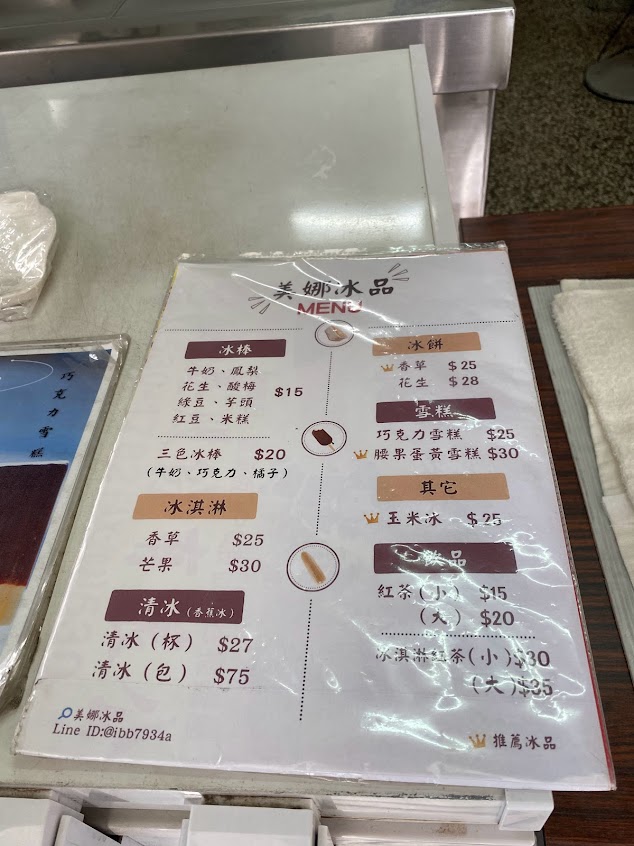 美娜冰品
MENU
冰棒
牛奶、鳳梨
花生、酸梅
綠豆、芋頭
紅豆、米糕
$15
三色冰棒 $20
(牛奶、巧克力、橘子)
冰淇淋
香草 $25
芒果 $30
清冰(香蕉冰)
清冰(杯) $27
清冰(包) $75
美娜冰品
Line ID:@ibb7934a
冰餅
香草 $25
花生 $28
雪糕
巧克力雪糕 $25
腰果蛋黃雪糕 $30
其它
玉米冰 $25
飲品
紅茶(小) $15
(大) $20
冰淇淋紅茶(小)$30
(大)$35
推薦冰品
巧克力雪糕